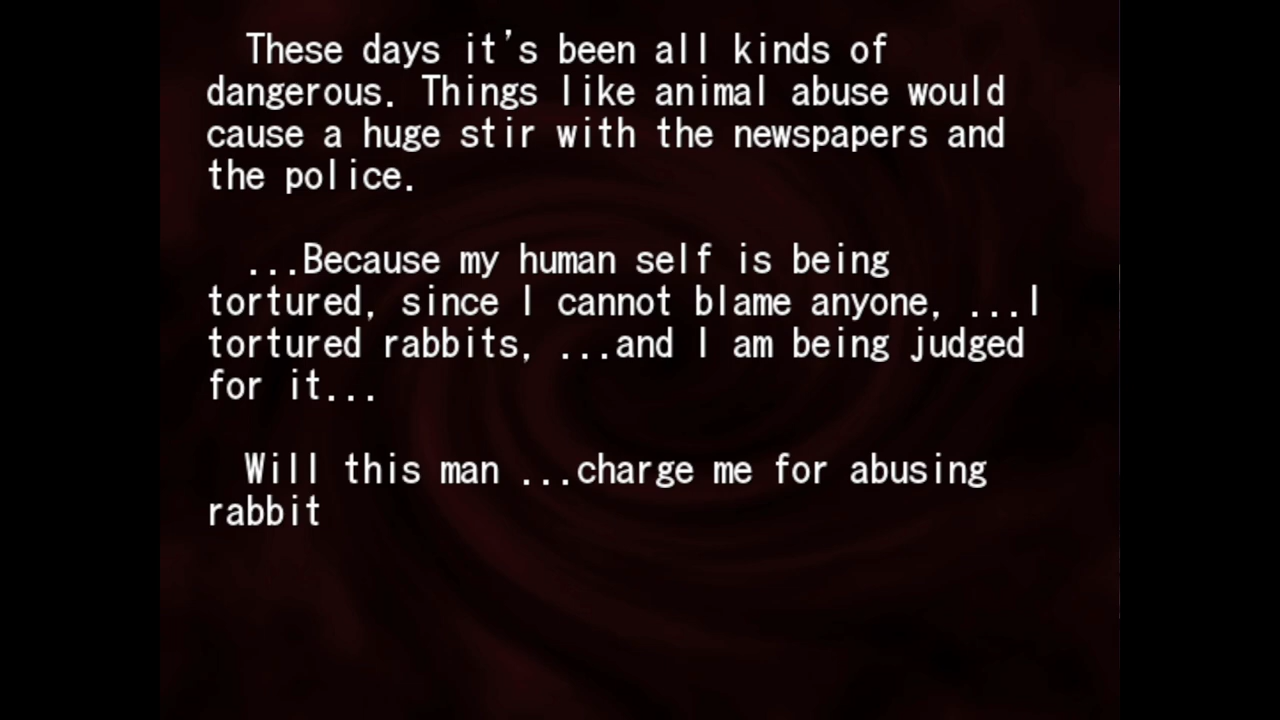 These days it's been all kinds of
dangerous. Things like animal abuse would
cause a huge stir with the newspapers and
the police.
...Because my human self is being
tortured, since I cannot blame anyone, ...I
tortured rabbits, ...and I am being judged
for it...
Will this man ...charge me for abusing
rabbit